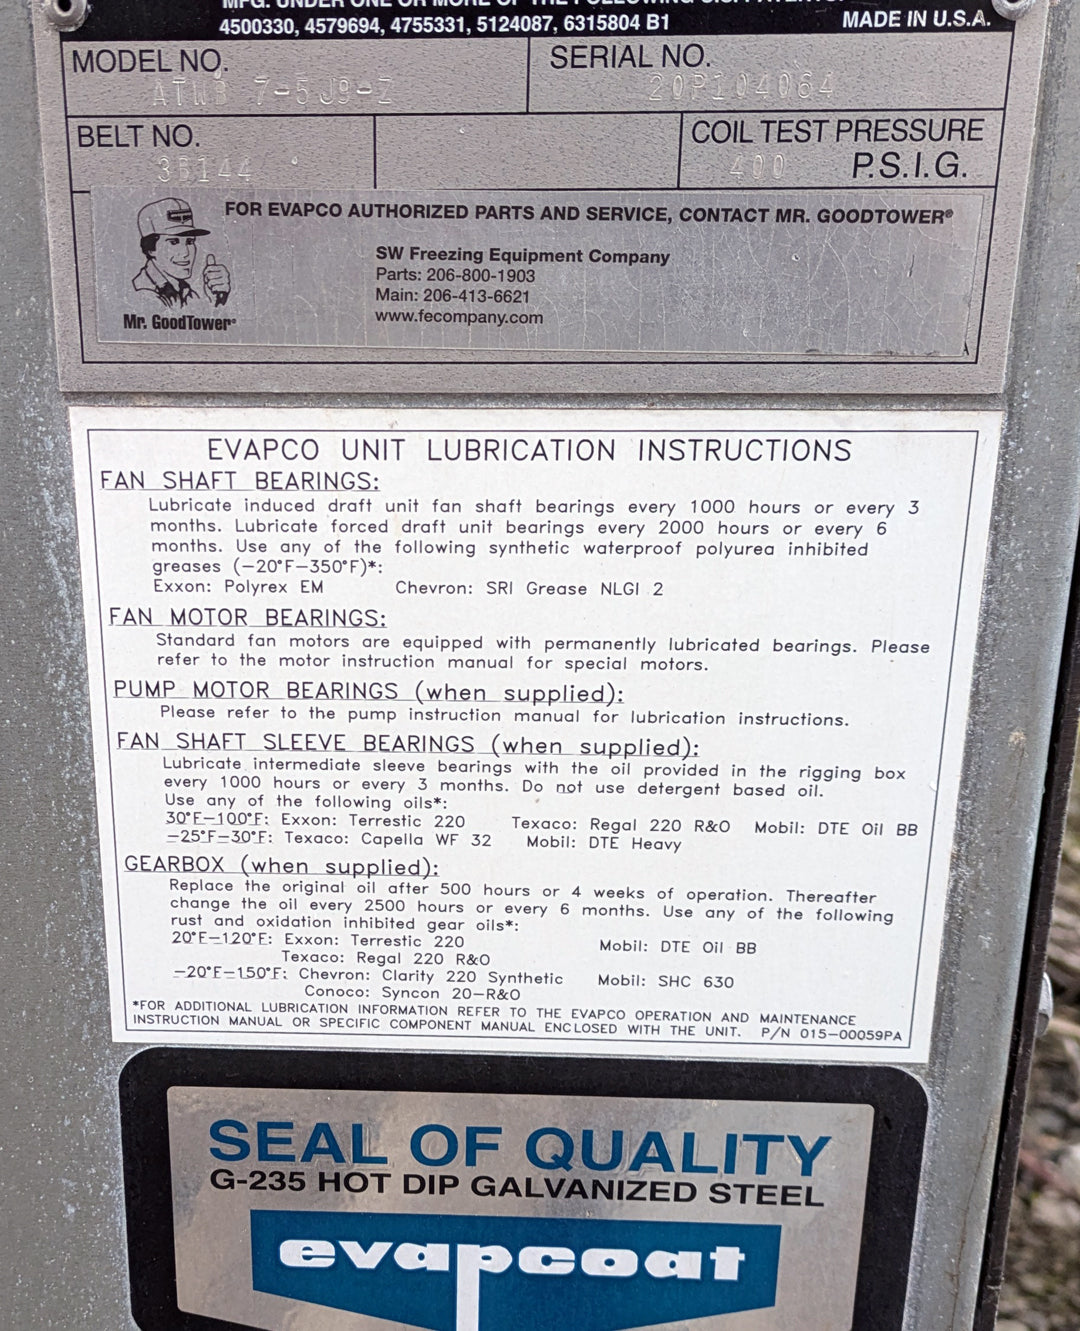 MFG. UNDER ONE OR MORE OF THE FOLLOWING U.S. PATENTS:
4500330, 4579694, 4755331, 5124087, 6315804 B1
MADE IN U.S.A.
MODEL NO.
ATWB 7-5J9-Z
SERIAL NO.
20P104064
BELT NO.
3B144
COIL TEST PRESSURE
400 P.S.I.G.
FOR EVAPCO AUTHORIZED PARTS AND SERVICE, CONTACT MR. GOODTOWER®
SW Freezing Equipment Company
Parts: 206-800-1903
Main: 206-413-6621
www.fecompany.com
Mr. GoodTower®
EVAPCO UNIT LUBRICATION INSTRUCTIONS
FAN SHAFT BEARINGS:
Lubricate induced draft unit fan shaft bearings every 1000 hours or every 3
months. Lubricate forced draft unit bearings every 2000 hours or every 6
months. Use any of the following synthetic waterproof polyurea inhibited
greases (-20°F-350°F)*:
Exxon: Polyrex EM Chevron: SRI Grease NLGI 2
FAN MOTOR BEARINGS:
Standard fan motors are equipped with permanently lubricated bearings. Please
refer to the motor instruction manual for special motors.
PUMP MOTOR BEARINGS (when supplied):
Please refer to the pump instruction manual for lubrication instructions.
FAN SHAFT SLEEVE BEARINGS (when supplied):
Lubricate intermediate sleeve bearings with the oil provided in the rigging box
every 1000 hours or every 3 months. Do not use detergent based oil.
Use any of the following oils*:
30°F-100°F: Exxon: Terrestic 220 Texaco: Regal 220 R&O Mobil: DTE Oil BB
-25°F-30°F: Texaco: Capella WF 32 Mobil: DTE Heavy
GEARBOX (when supplied):
Replace the original oil after 500 hours or 4 weeks of operation. Thereafter
change the oil every 2500 hours or every 6 months. Use any of the following
rust and oxidation inhibited gear oils*:
20°F-120°F: Exxon: Terrestic 220 Mobil: DTE Oil BB
Texaco: Regal 220 R&O
-20°F-150°F: Chevron: Clarity 220 Synthetic Mobil: SHC 630
Conoco: Syncon 20-R&O
*FOR ADDITIONAL LUBRICATION INFORMATION REFER TO THE EVAPCO OPERATION AND MAINTENANCE
INSTRUCTION MANUAL OR SPECIFIC COMPONENT MANUAL ENCLOSED WITH THE UNIT. P/N 015-00059PA
SEAL OF QUALITY
G-235 HOT DIP GALVANIZED STEEL
evapcoat